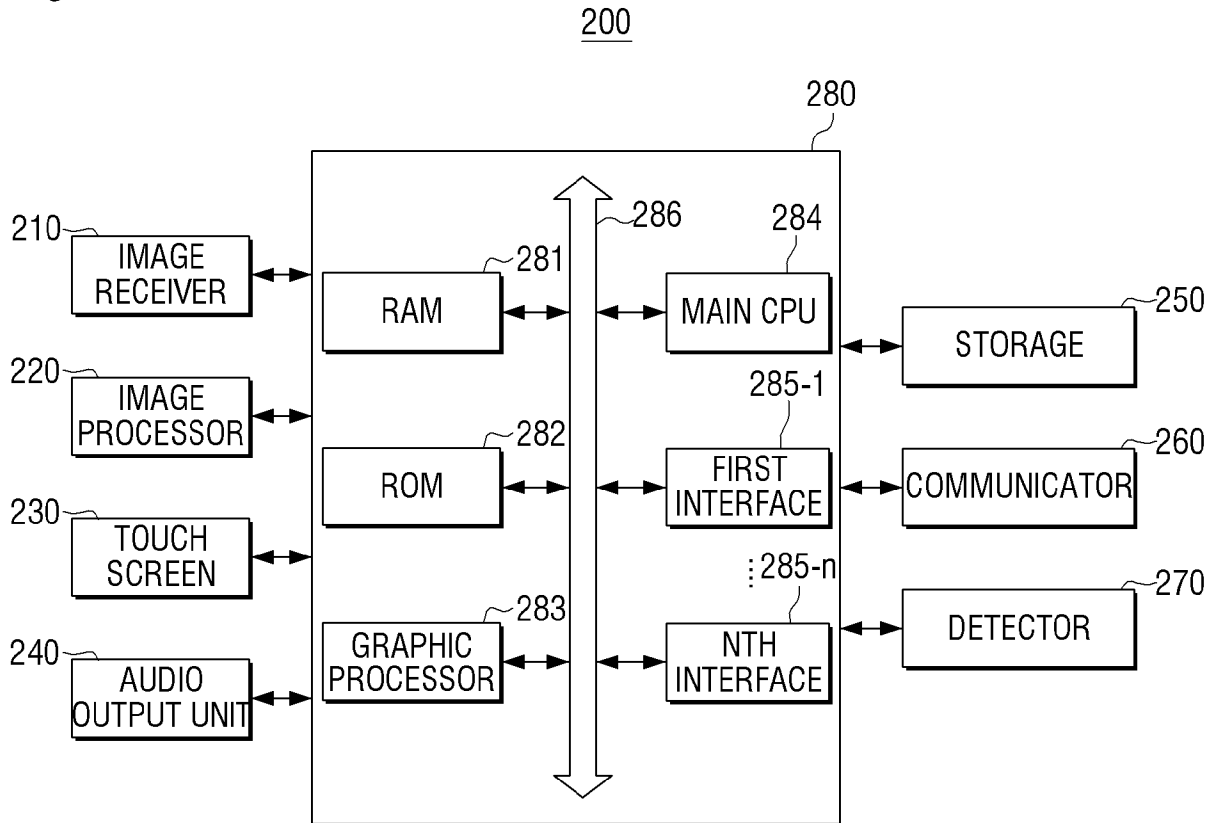 200
280
286
210
IMAGE
RECEIVER
281
RAM
284
MAIN CPU
250
STORAGE
220
IMAGE
PROCESSOR
282
ROM
285-1
FIRST
INTERFACE
260
COMMUNICATOR
230
TOUCH
SCREEN
283
GRAPHIC
PROCESSOR
285-n
NTH
INTERFACE
270
DETECTOR
240
AUDIO
OUTPUT UNIT